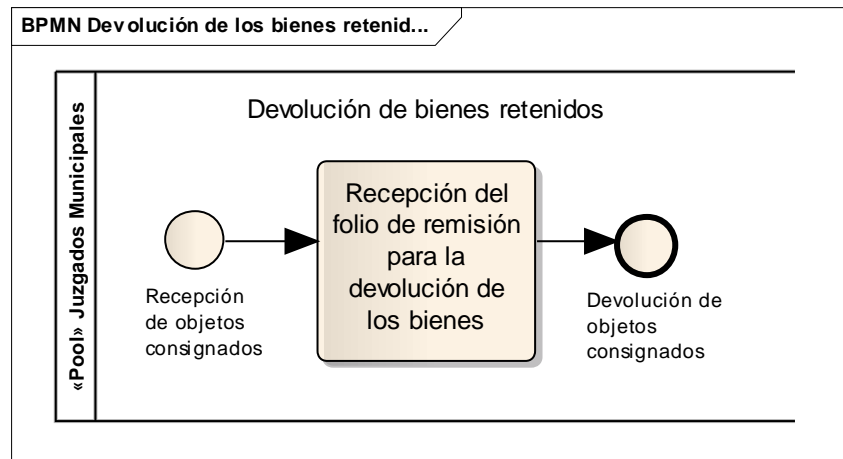 BPMN Devolución de los bienes retenid...
«Pool» Juzgados Municipales
Devolución de bienes retenidos
Recepción
de objetos
consignados
Recepción del
folio de remisión
para la
devolución de
los bienes
Devolución de
objetos
consignados